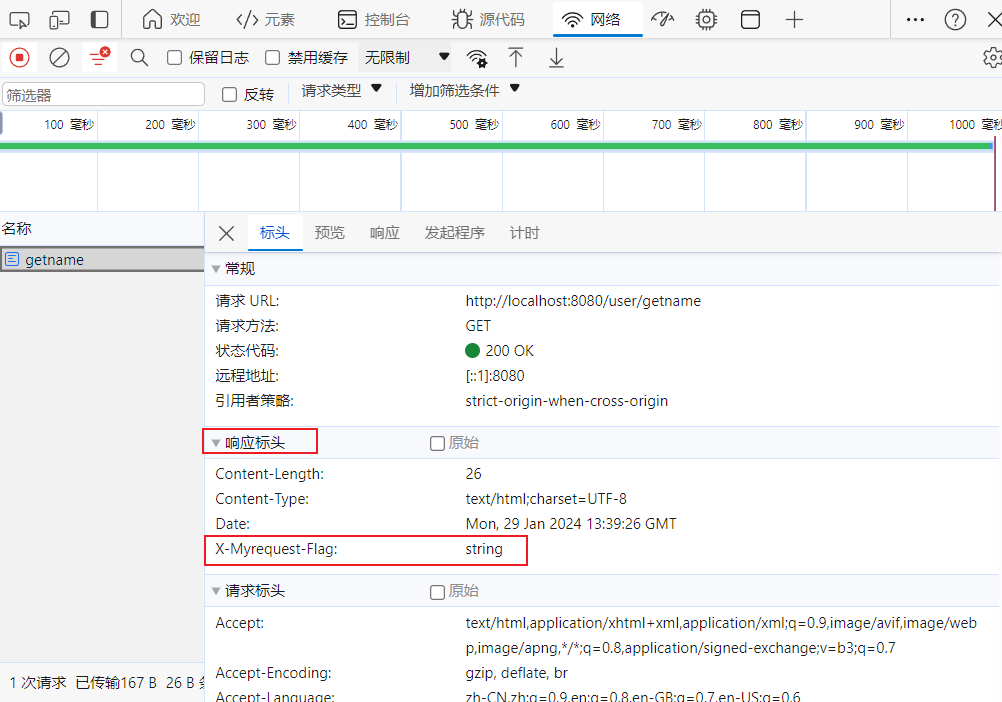 欢迎 元素 控制台 源代码 网络
保留日志 禁用缓存 无限制
筛选器 反转 请求类型 增加筛选条件
100 毫秒 200 毫秒 300 毫秒 400 毫秒 500 毫秒 600 毫秒 700 毫秒 800 毫秒 900 毫秒 1000 毫秒
名称 标头 预览 响应 发起程序 计时
getname
常规
请求 URL: http://localhost:8080/user/getname
请求方法: GET
状态代码: 200 OK
远程地址: [::1]:8080
引用者策略: strict-origin-when-cross-origin
响应标头 原始
Content-Length: 26
Content-Type: text/html;charset=UTF-8
Date: Mon, 29 Jan 2024 13:39:26 GMT
X-Myrequest-Flag: string
请求标头 原始
Accept: text/html,application/xhtml+xml,application/xml;q=0.9,image/avif,image/web
p,image/apng,*/*;q=0.8,application/signed-exchange;v=b3;q=0.7
Accept-Encoding: gzip, deflate, br
Accept-Language: zh-CN,zh;q=0.9,en;q=0.8,en-GB;q=0.7,en-US;q=0.6
1 次请求 已传输167 B 26 B